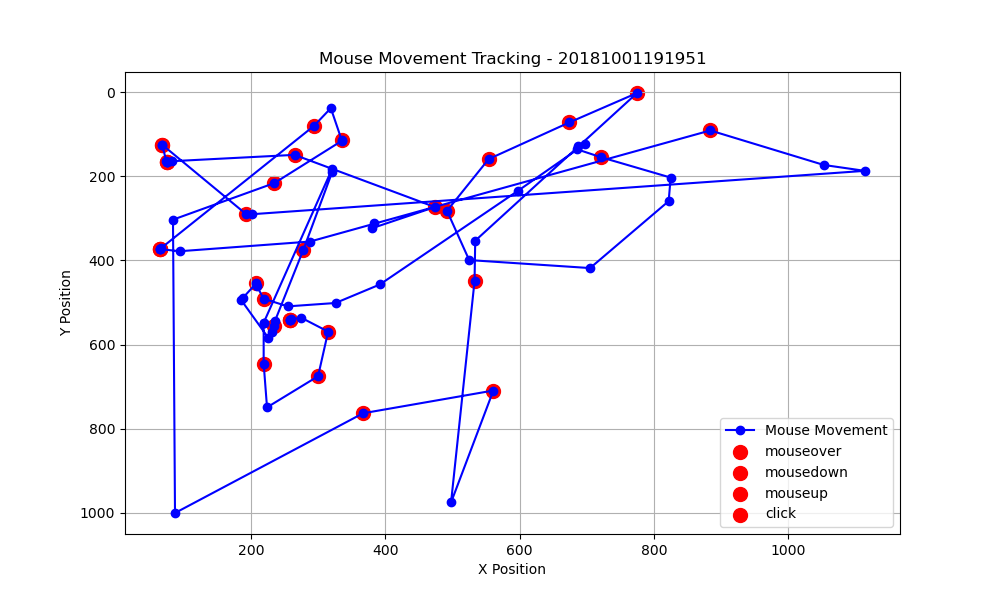 Mouse Movement Tracking - 20181001191951
0
200
400
600
800
1000
Y Position
200
400
600
800
1000
X Position
Mouse Movement
mouseover
mousedown
mouseup
click